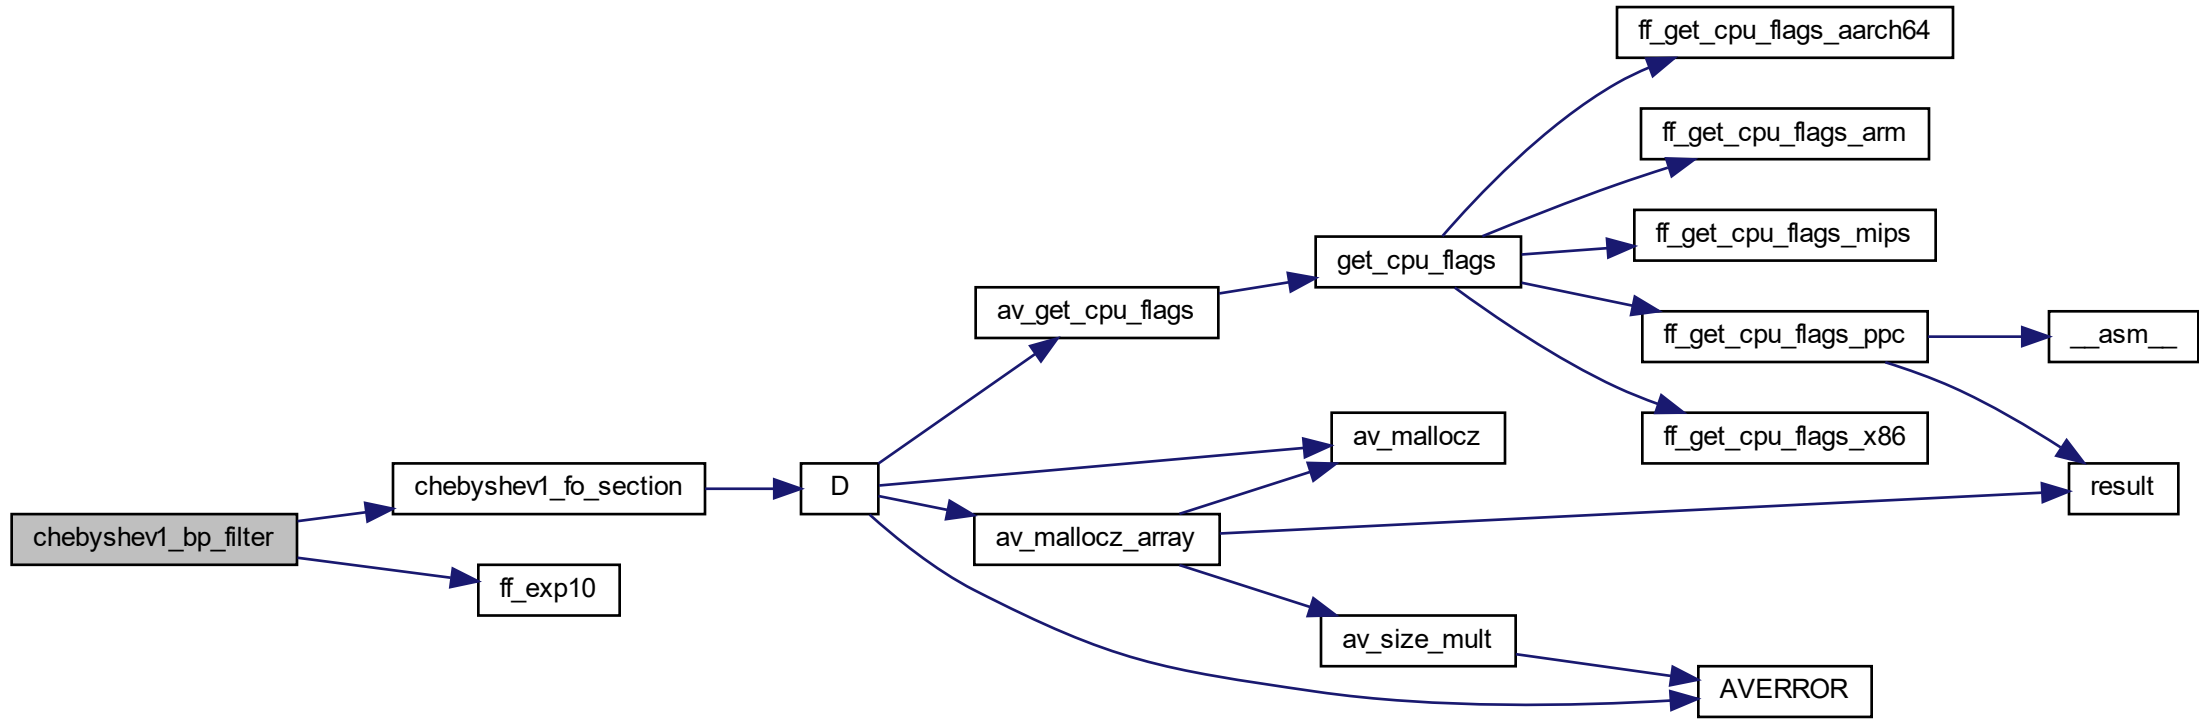 ff_get_cpu_flags_aarch64
ff_get_cpu_flags_arm
ff_get_cpu_flags_mips
get_cpu_flags
av_get_cpu_flags
ff_get_cpu_flags_ppc
__asm__
av_mallocz
ff_get_cpu_flags_x86
chebyshev1_fo_section
D
result
chebyshev1_bp_filter
av_mallocz_array
ff_exp10
av_size_mult
AVERROR